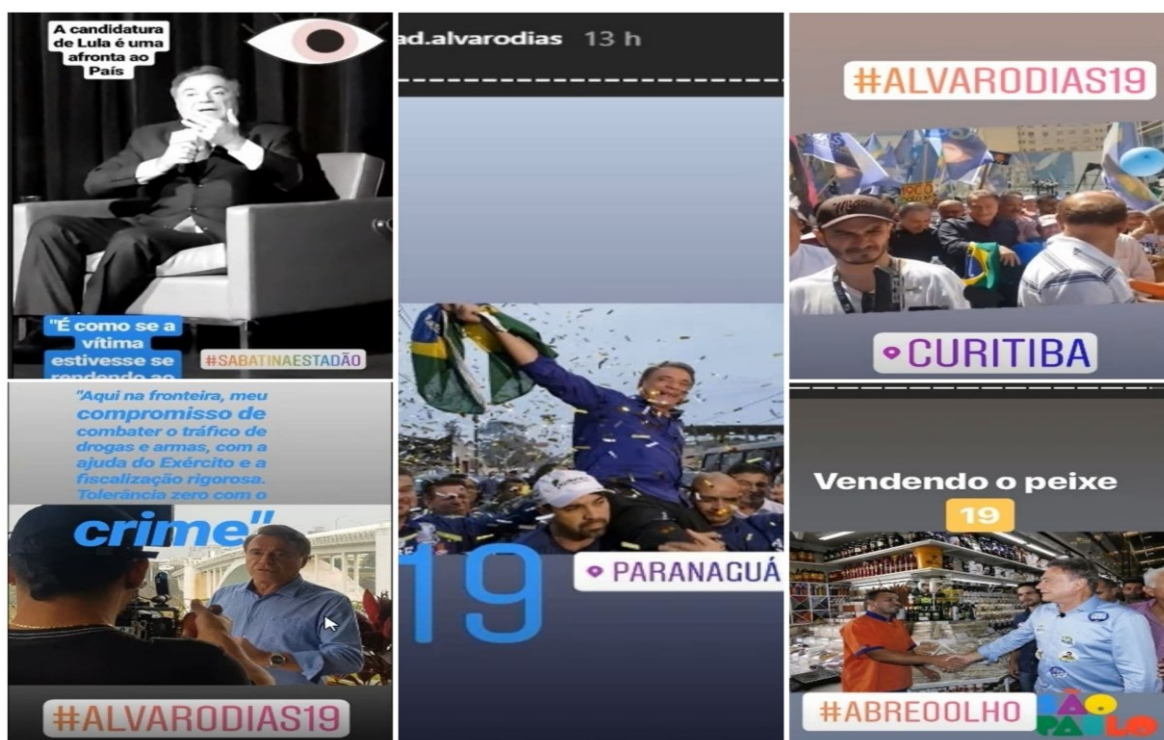 A candidatura
de Lula é uma
afronta ao
País
"É como se a
vítima
estivesse se
rendendo ao
#SABATINAESTADÃO
"Aqui na fronteira, meu
compromisso de
combater o tráfico de
drogas e armas, com a
ajuda do Exército e a
fiscalização rigorosa.
Tolerância zero com o
crime"
#ALVARODIAS19
ad.alvarodias 13 h
19
PARANAGUÁ
#ALVARODIAS19
CURITIBA
Vendendo o peixe
19
#ABREOOLHO
SÃO
PAULO